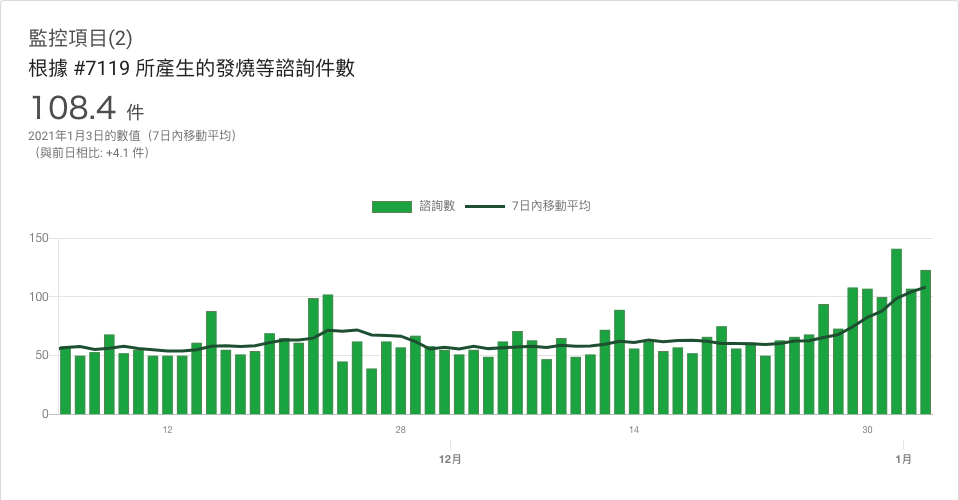 監控項目(2)
根據 #7119 所產生的發燒等諮詢件數
108.4 件
2021年1月3日的數值（7日內移動平均）
（與前日相比: +4.1 件）
諮詢數 7日內移動平均
150
100
50
0
12 28 14 30
12月 1月